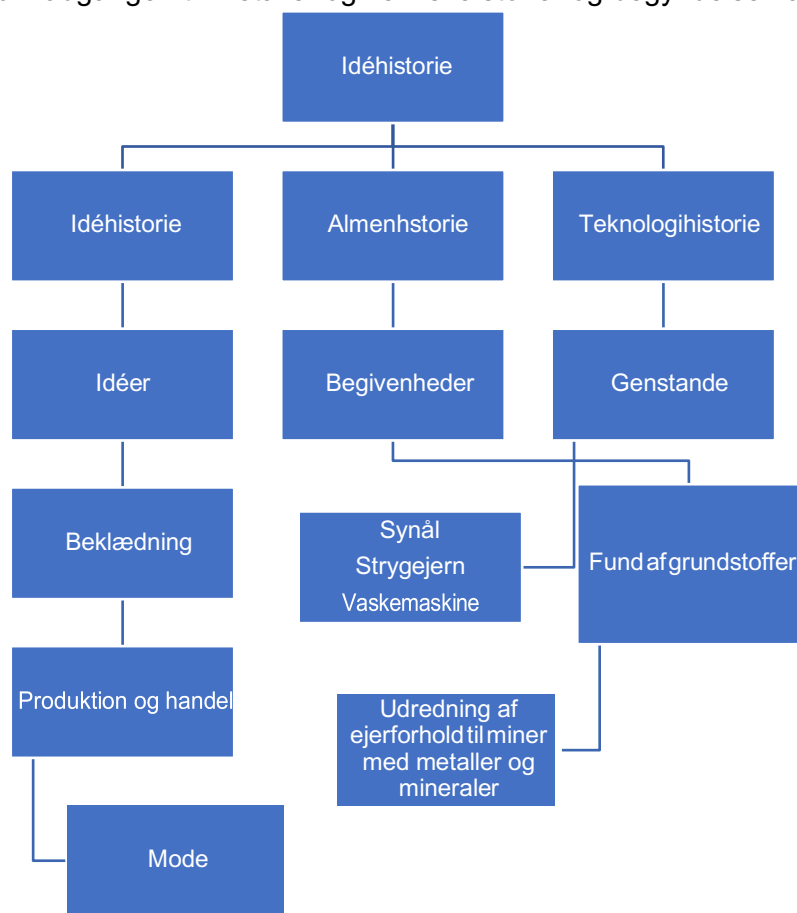 Idéhistorie
Idéhistorie
Almenhstorie
Teknologihistorie
Idéer
Begivenheder
Genstande
Beklædning
Synål
Strygejern
Vaskemaskine
Fund af grundstoffer
Produktion og handel
Udredning af
ejerforhold til miner
med metaller og
mineraler
Mode